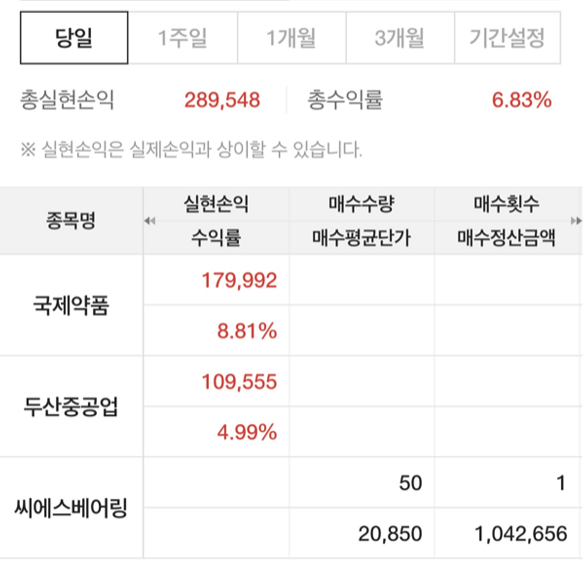 당일 1주일 1개월 3개월 기간설정
총실현손익 289,548 총수익률 6.83%
※ 실현손익은 실제손익과 상이할 수 있습니다.
종목명 실현손익 매수수량 매수횟수
수익률 매수평균단가 매수정산금액
국제약품 179,992
8.81%
두산중공업 109,555
4.99%
씨에스베어링 50 1
20,850 1,042,656